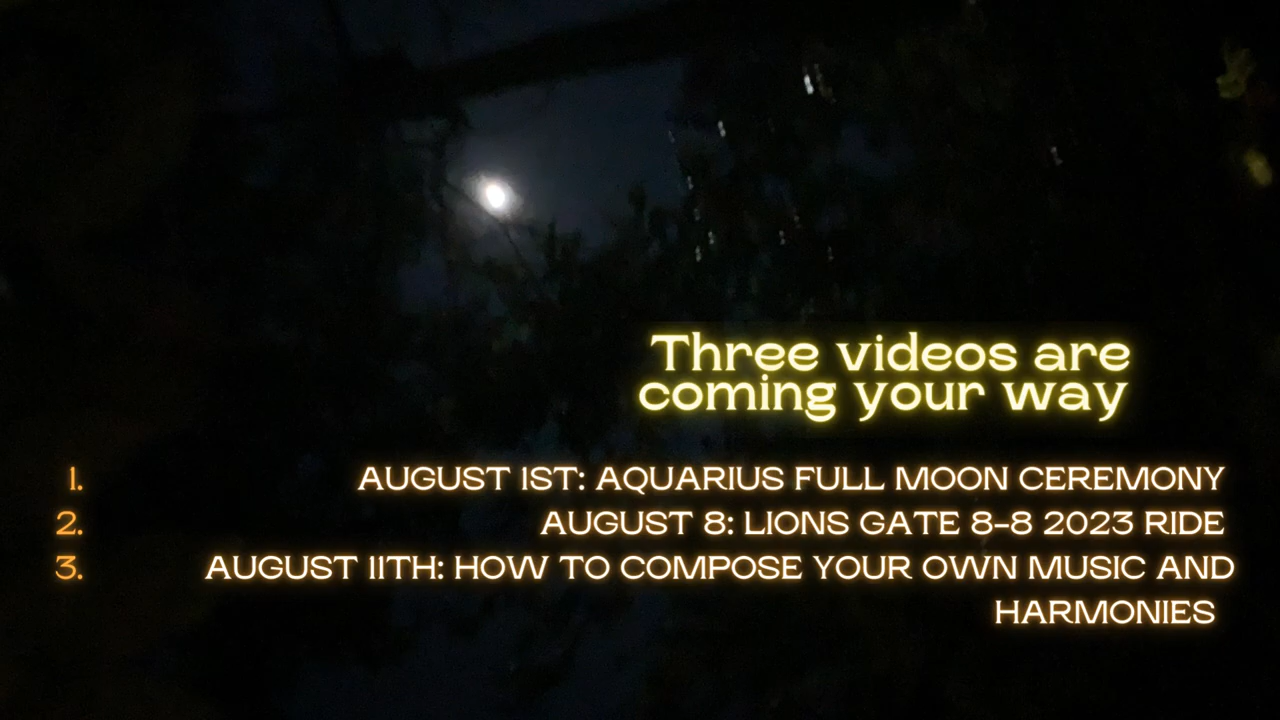 Three videos are
coming your way
1. AUGUST 1ST: AQUARIUS FULL MOON CEREMONY
2. AUGUST 8: LIONS GATE 8-8 2023 RIDE
3. AUGUST 11TH: HOW TO COMPOSE YOUR OWN MUSIC AND
HARMONIES